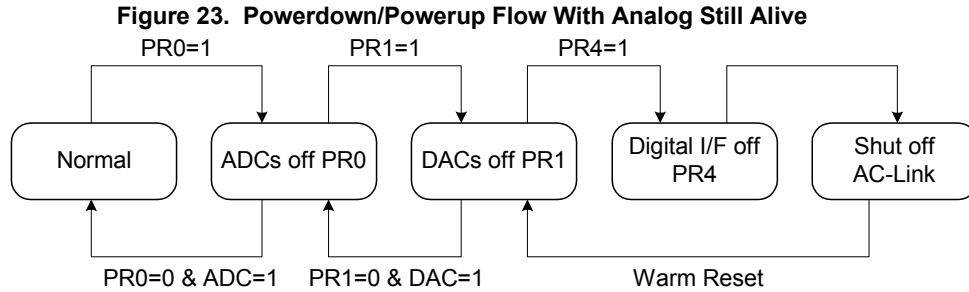 Figure 23. Powerdown/Powerup Flow With Analog Still Alive
PR0=1
PR1=1
PR4=1
Normal
ADCs off PR0
DACs off PR1
Digital I/F off
PR4
Shut off
AC-Link
PR0=0 & ADC=1
PR1=0 & DAC=1
Warm Reset